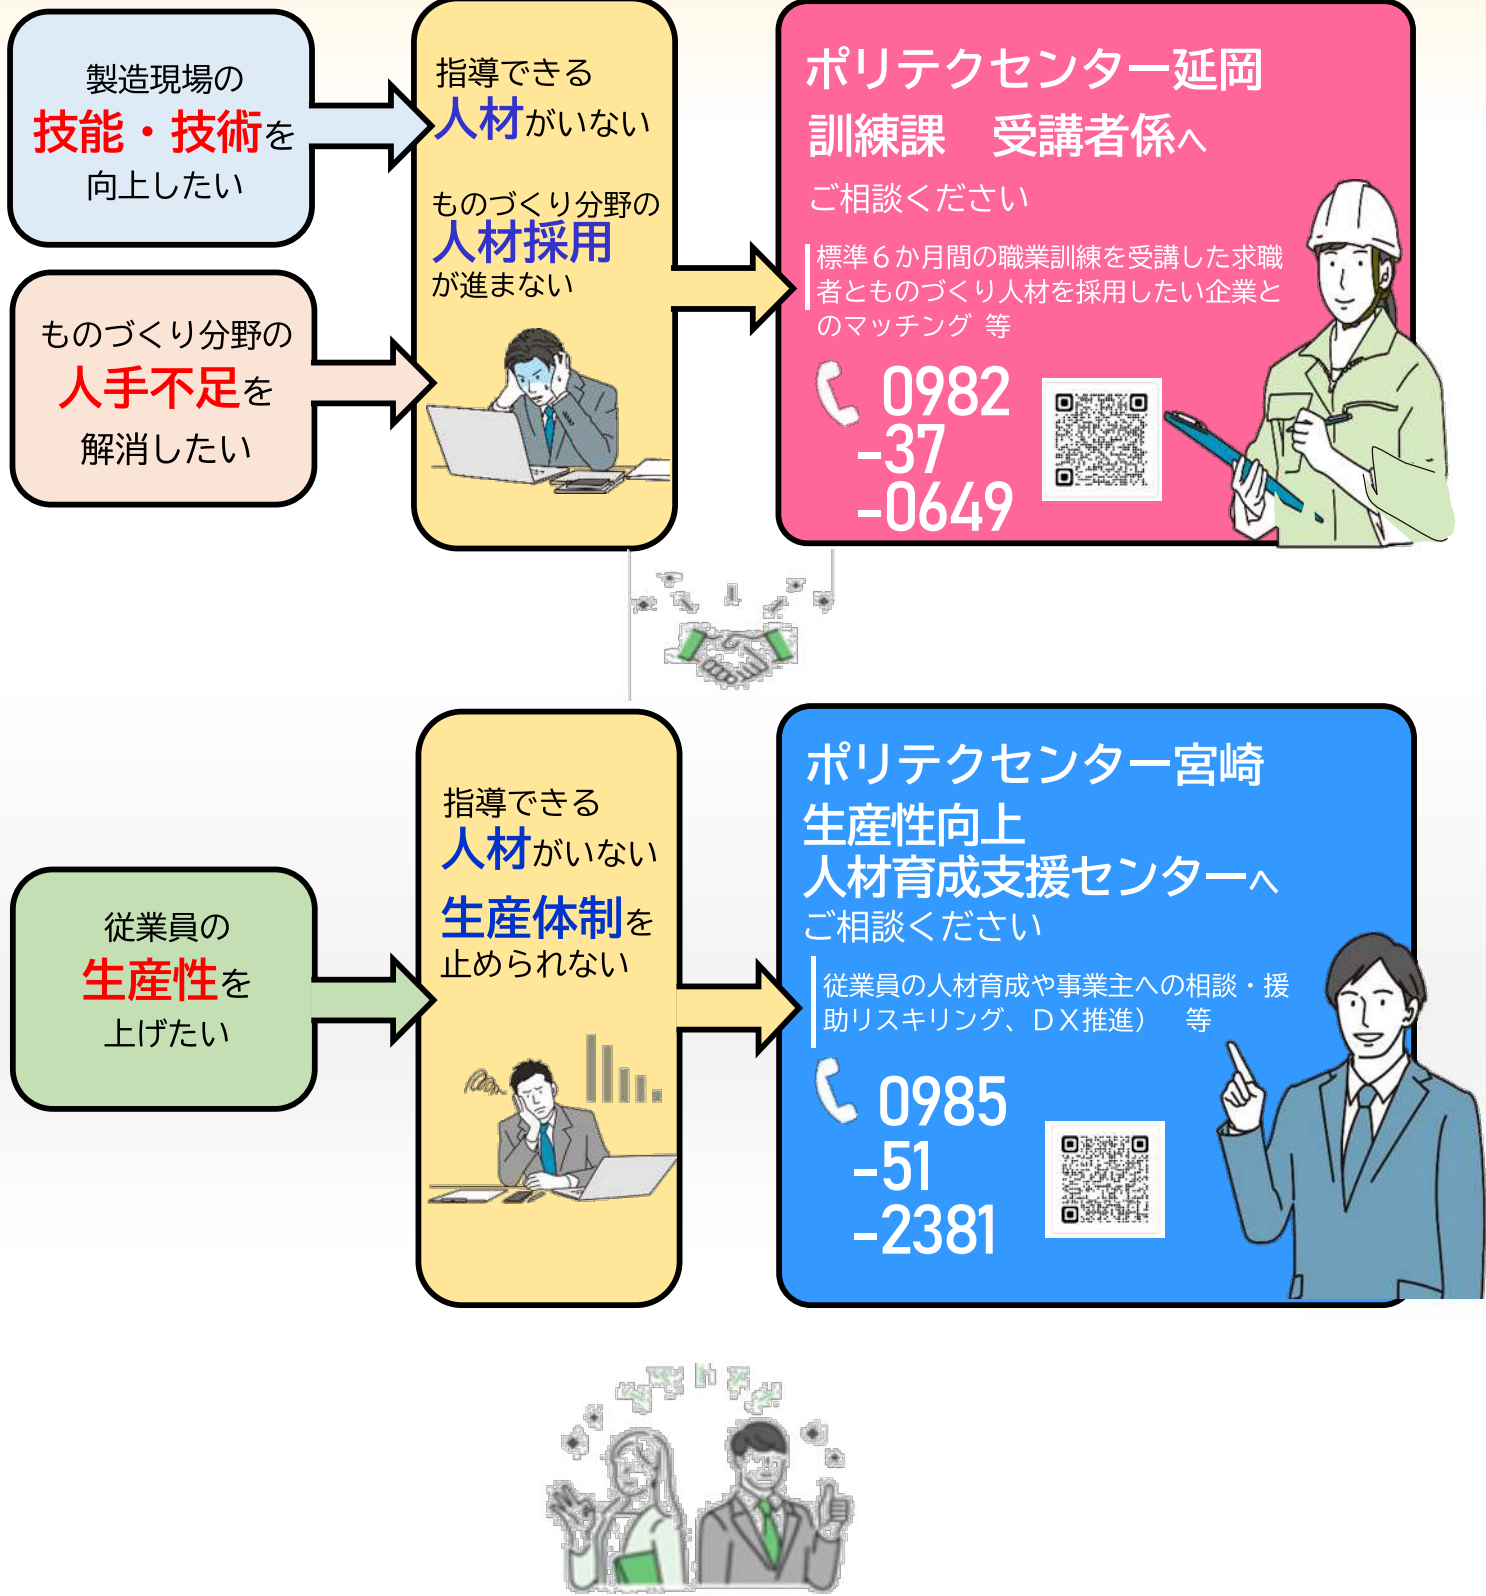 製造現場の
技能・技術を
向上したい
ものづくり分野の
人手不足を
解消したい
指導できる
人材がいない
ものづくり分野の
人材採用
が進まない
ポリテクセンター延岡
訓練課　受講者係へ
ご相談ください
標準６か月間の職業訓練を受講した求職
者とものづくり人材を採用したい企業と
のマッチング 等
0982
-37
-0649
従業員の
生産性を
上げたい
指導できる
人材がいない
生産体制を
止められない
ポリテクセンター宮崎
生産性向上
人材育成支援センターへ
ご相談ください
従業員の人材育成や事業主への相談・援
助リスキリング、ＤＸ推進）　等
0985
-51
-2381